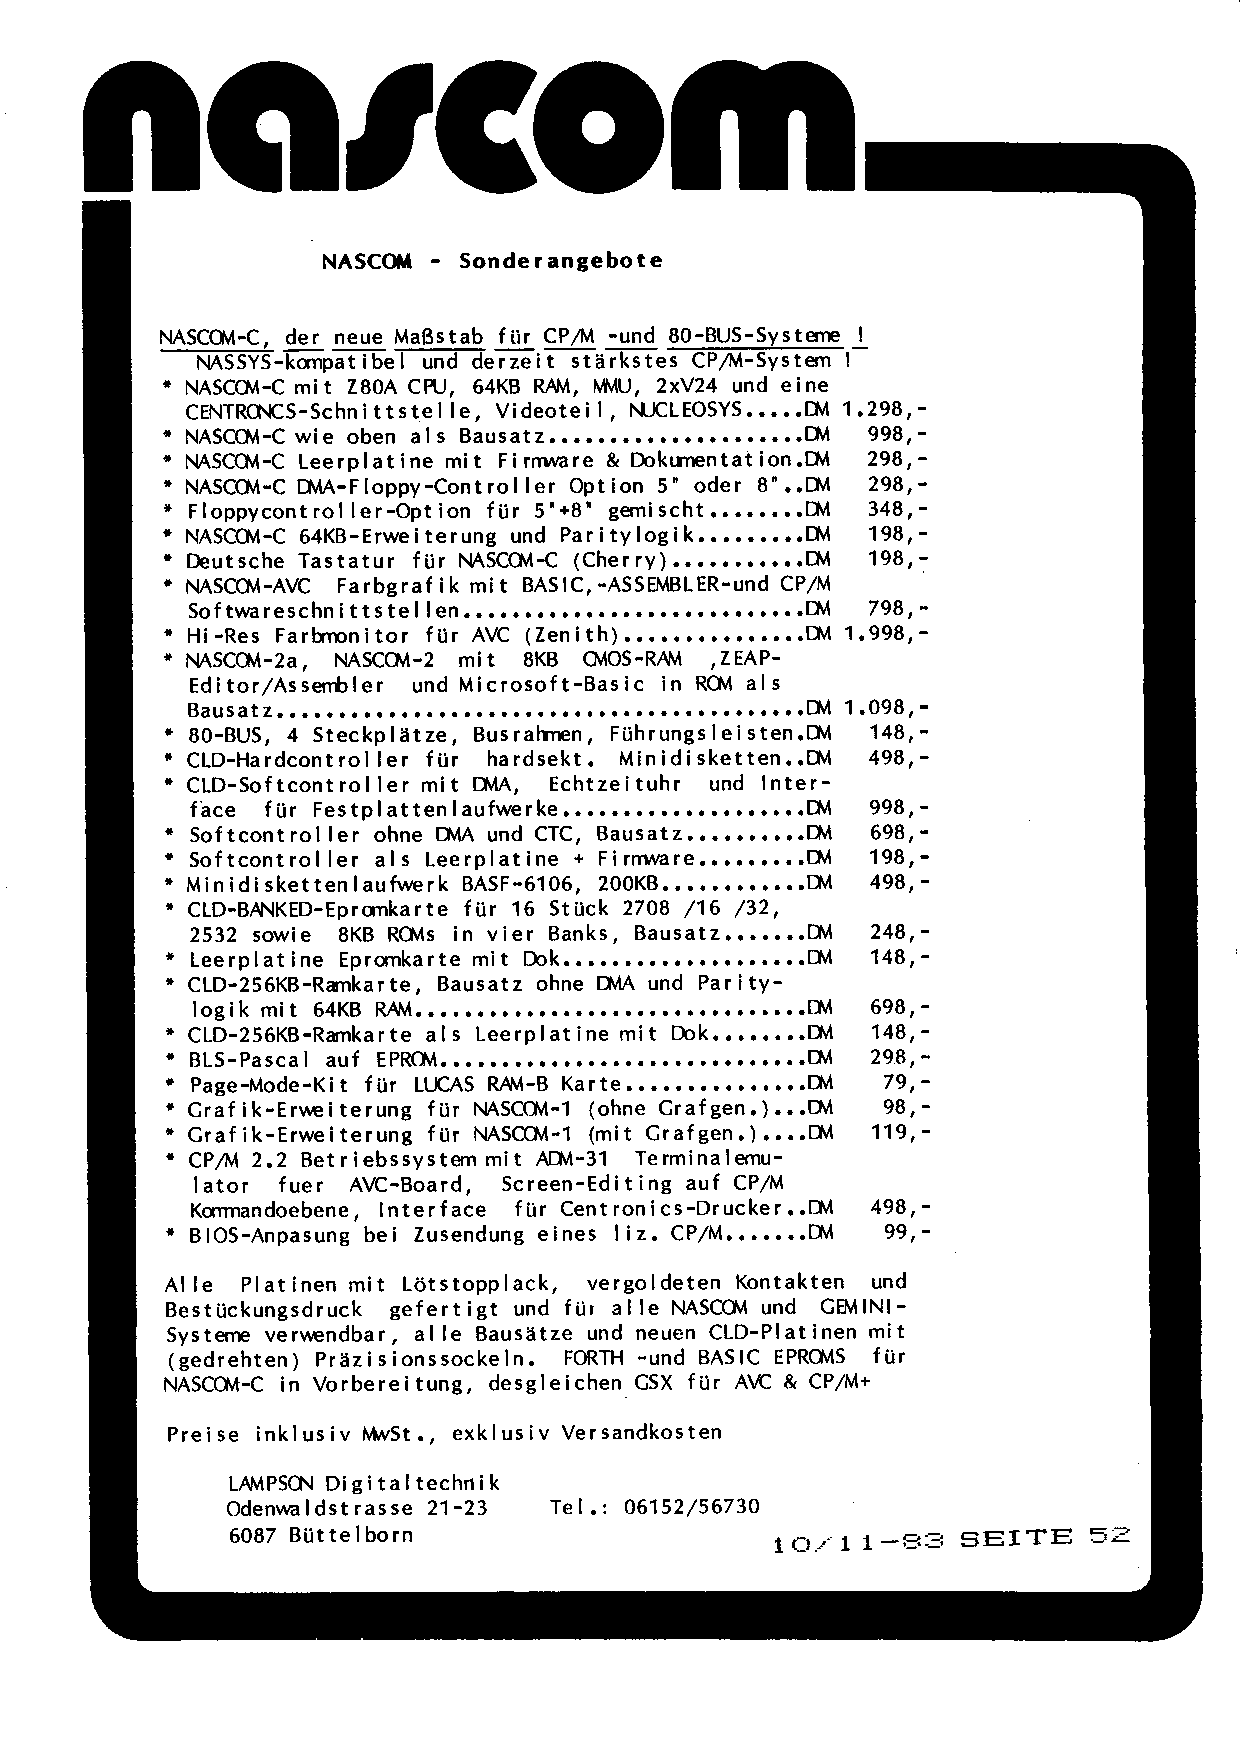 nascom
NASCOM - Sonderangebote
NASCOM-C, der neue Maßstab für CP/M -und 80-BUS-Systeme !
NASSYS-kompatibel und derzeit stärkstes CP/M-System !
* NASCOM-C mit Z80A CPU, 64KB RAM, MMU, 2xV24 und eine
CENTRONCS-Schnittstelle, Videoteil, NUCLEOSYS.....DM 1.298,-
* NASCOM-C wie oben als Bausatz.....................DM 998,-
* NASCOM-C Leerplatine mit Firmware & Dokumentation.DM 298,-
* NASCOM-C DMA-Floppy-Controller Option 5" oder 8"..DM 298,-
* Floppycontroller-Option für 5"+8" gemischt........DM 348,-
* NASCOM-C 64KB-Erweiterung und Paritylogik.........DM 198,-
* Deutsche Tastatur für NASCOM-C (Cherry)...........DM 198,-
* NASCOM-AVC Farbgrafik mit BASIC,-ASSEMBLER-und CP/M
Softwareschnittstellen............................DM 798,-
* Hi-Res Farbmonitor für AVC (Zenith)...............DM 1.998,-
* NASCOM-2a, NASCOM-2 mit 8KB CMOS-RAM ,ZEAP-
Editor/Assembler und Microsoft-Basic in ROM als
Bausatz...........................................DM 1.098,-
* 80-BUS, 4 Steckplätze, Busrahmen, Führungsleisten.DM 148,-
* CLD-Hardcontroller für hardsekt. Minidisketten..DM 498,-
* CLD-Softcontroller mit DMA, Echtzeituhr und Inter-
face für Festplattenlaufwerke....................DM 998,-
* Softcontroller ohne DMA und CTC, Bausatz..........DM 698,-
* Softcontroller als Leerplatine + Firmware.........DM 198,-
* Minidiskettenlaufwerk BASF-6106, 200KB............DM 498,-
* CLD-BANKED-Epromkarte für 16 Stück 2708 /16 /32,
2532 sowie 8KB ROMs in vier Banks, Bausatz.......DM 248,-
* Leerplatine Epromkarte mit Dok....................DM 148,-
* CLD-256KB-Ramkarte, Bausatz ohne DMA und Parity-
logik mit 64KB RAM................................DM 698,-
* CLD-256KB-Ramkarte als Leerplatine mit Dok........DM 148,-
* BLS-Pascal auf EPROM..............................DM 298,-
* Page-Mode-Kit für LUCAS RAM-B Karte...............DM 79,-
* Grafik-Erweiterung für NASCOM-1 (ohne Grafgen.)...DM 98,-
* Grafik-Erweiterung für NASCOM-1 (mit Grafgen.)....DM 119,-
* CP/M 2.2 Betriebssystem mit ADM-31 Terminalemu-
lator fuer AVC-Board, Screen-Editing auf CP/M
Kommandoebene, Interface für Centronics-Drucker..DM 498,-
* BIOS-Anpasung bei Zusendung eines liz. CP/M.......DM 99,-
Alle Platinen mit Lötstopplack, vergoldeten Kontakten und
Bestückungsdruck gefertigt und für alle NASCOM und GEMINI-
Systeme verwendbar, alle Bausätze und neuen CLD-Platinen mit
(gedrehten) Präzisionssockeln. FORTH -und BASIC EPROMS für
NASCOM-C in Vorbereitung, desgleichen GSX für AVC & CP/M+
Preise inklusiv MwSt., exklusiv Versandkosten
LAMPSON Digitaltechnik
Odenwaldstrasse 21-23 Tel.: 06152/56730
6087 Büttelborn
10/11-83 SEITE 52